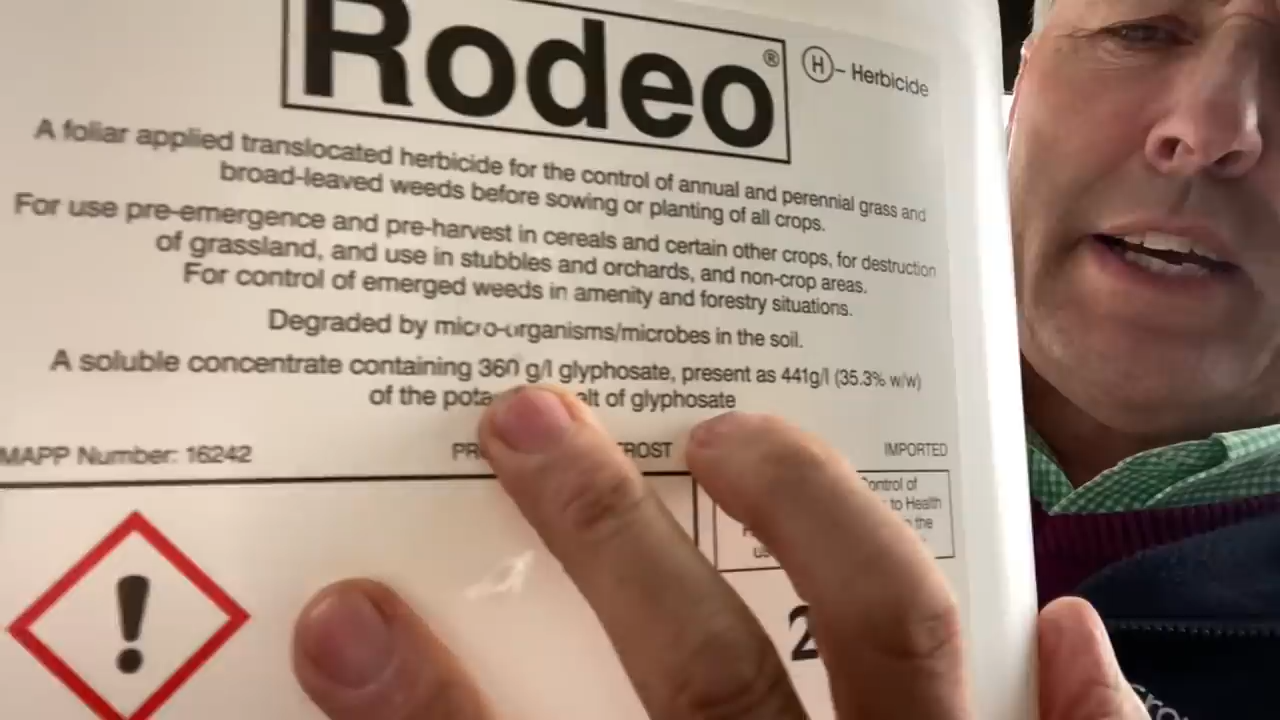 Rodeo®
H – Herbicide
A foliar applied translocated herbicide for the control of annual and perennial grass and
broad-leaved weeds before sowing or planting of all crops.
For use pre-emergence and pre-harvest in cereals and certain other crops, for destruction
of grassland, and use in stubbles and orchards, and non-crop areas.
For control of emerged weeds in amenity and forestry situations.
Degraded by micro-organisms/microbes in the soil.
A soluble concentrate containing 360 g/l glyphosate, present as 441g/l (35.3% w/w)
of the of glyphosate
MAPP Number: 16242
IMPORTED
of
to Health
the
2